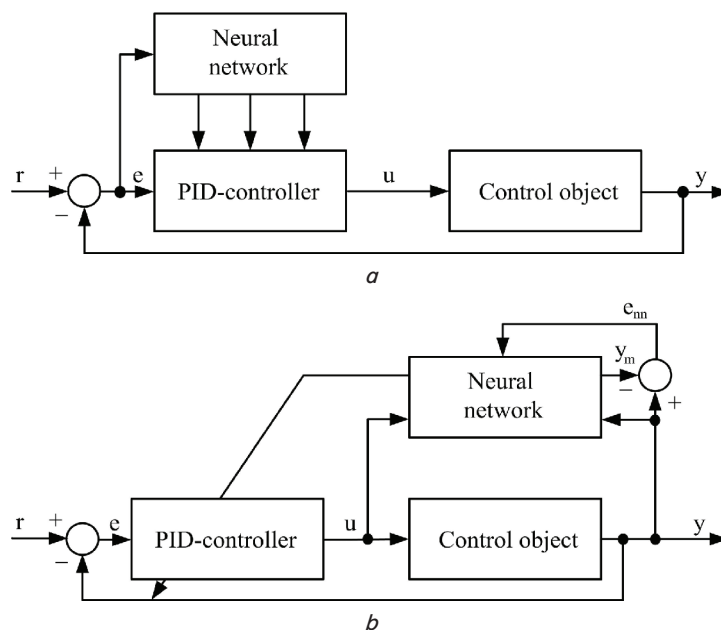 Neural
network
r
+
−
e
PID-controller
u
Control object
y
a
e_nn
y_m
−
+
Neural
network
r
+
−
e
PID-controller
u
Control object
y
b